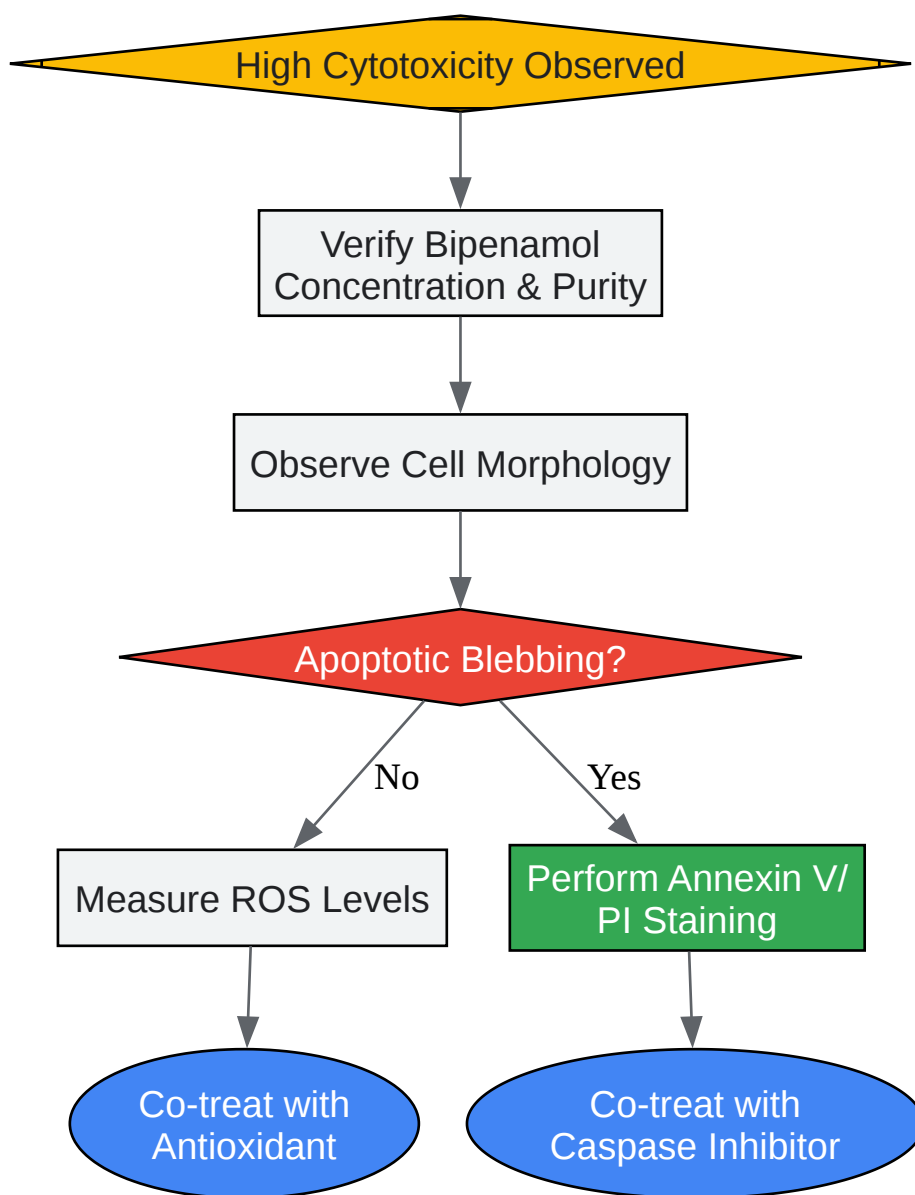 High Cytotoxicity Observed
Verify Bipenamol
Concentration & Purity
Observe Cell Morphology
Apoptotic Blebbing?
No
Yes
Measure ROS Levels
Perform Annexin V/
PI Staining
Co-treat with
Antioxidant
Co-treat with
Caspase Inhibitor